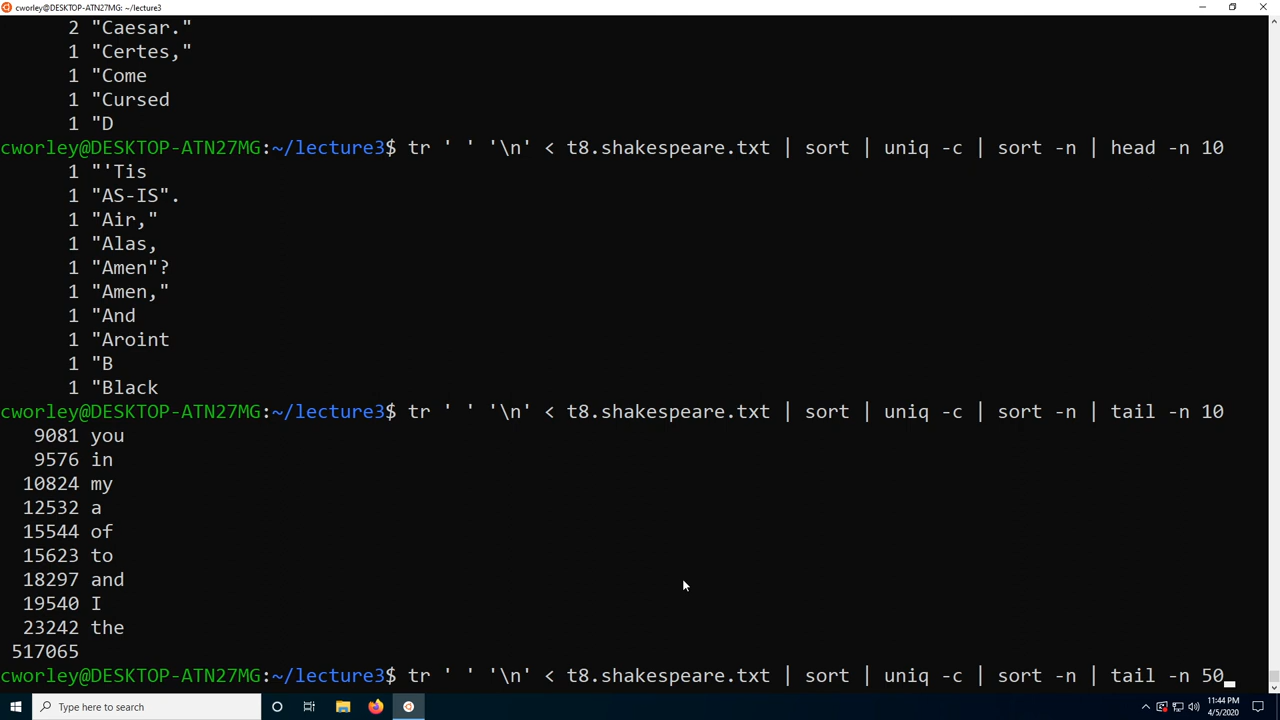 cworley@DESKTOP-ATN27MG: ~/lecture3
2 "Caesar."
1 "Certes,"
1 "Come
1 "Cursed
1 "D
cworley@DESKTOP-ATN27MG:~/lecture3$ tr ' ' '\n' < t8.shakespeare.txt | sort | uniq -c | sort -n | head -n 10
1 "'Tis
1 "AS-IS".
1 "Air,"
1 "Alas,
1 "Amen"?
1 "Amen,"
1 "And
1 "Aroint
1 "B
1 "Black
cworley@DESKTOP-ATN27MG:~/lecture3$ tr ' ' '\n' < t8.shakespeare.txt | sort | uniq -c | sort -n | tail -n 10
9081 you
9576 in
10824 my
12532 a
15544 of
15623 to
18297 and
19540 I
23242 the
517065
cworley@DESKTOP-ATN27MG:~/lecture3$ tr ' ' '\n' < t8.shakespeare.txt | sort | uniq -c | sort -n | tail -n 50
Type here to search
11:44 PM
4/5/2020